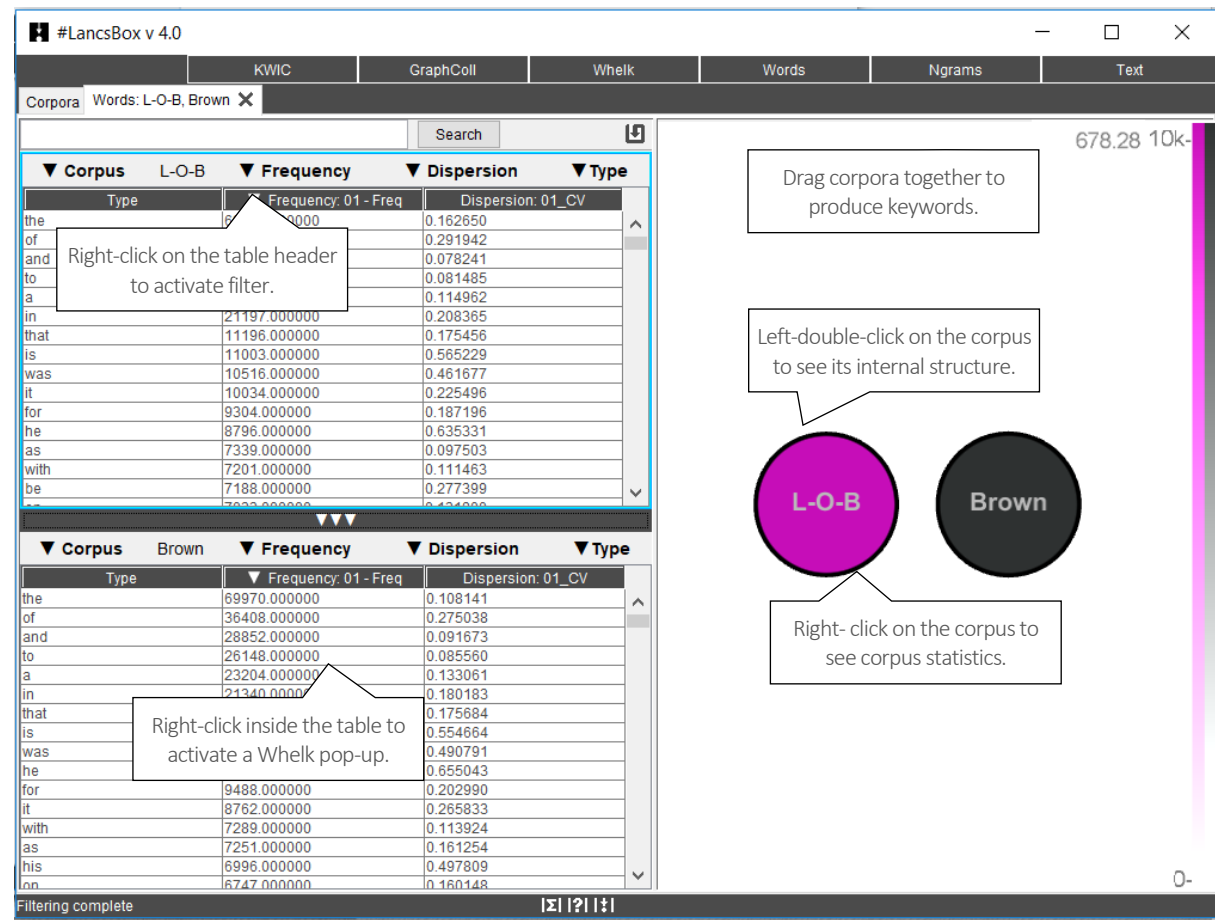 #LancsBox v 4.0
KWIC GraphColl Whelk Words Ngrams Text
Corpora Words: L-O-B, Brown
Search
▼ Corpus L-O-B ▼ Frequency ▼ Dispersion ▼ Type
Type Frequency: 01 - Freq Dispersion: 01_CV
the 0.162650
of 0.291942
and 0.078241
to 0.081485
a 0.114962
in 21197.000000 0.208365
that 11196.000000 0.175456
is 11003.000000 0.565229
was 10516.000000 0.461677
it 10034.000000 0.225496
for 9304.000000 0.187196
he 8796.000000 0.635331
as 7339.000000 0.097503
with 7201.000000 0.111463
be 7188.000000 0.277399
Right-click on the table header
to activate filter.
▼▼▼
▼ Corpus Brown ▼ Frequency ▼ Dispersion ▼ Type
Type ▼ Frequency: 01 - Freq Dispersion: 01_CV
the 69970.000000 0.108141
of 36408.000000 0.275038
and 28852.000000 0.091673
to 26148.000000 0.085560
a 23204.000000 0.133061
in 21340.000000 0.180183
that 0.175684
is 0.554664
was 0.490791
he 0.655043
for 9488.000000 0.202990
it 8762.000000 0.265833
with 7289.000000 0.113924
as 7251.000000 0.161254
his 6996.000000 0.497809
on 6747.000000 0.160148
Right-click inside the table to
activate a Whelk pop-up.
Filtering complete |Σ| |?| |‡|
678.28 10k-
Drag corpora together to
produce keywords.
Left-double-click on the corpus
to see its internal structure.
L-O-B Brown
Right- click on the corpus to
see corpus statistics.
0-